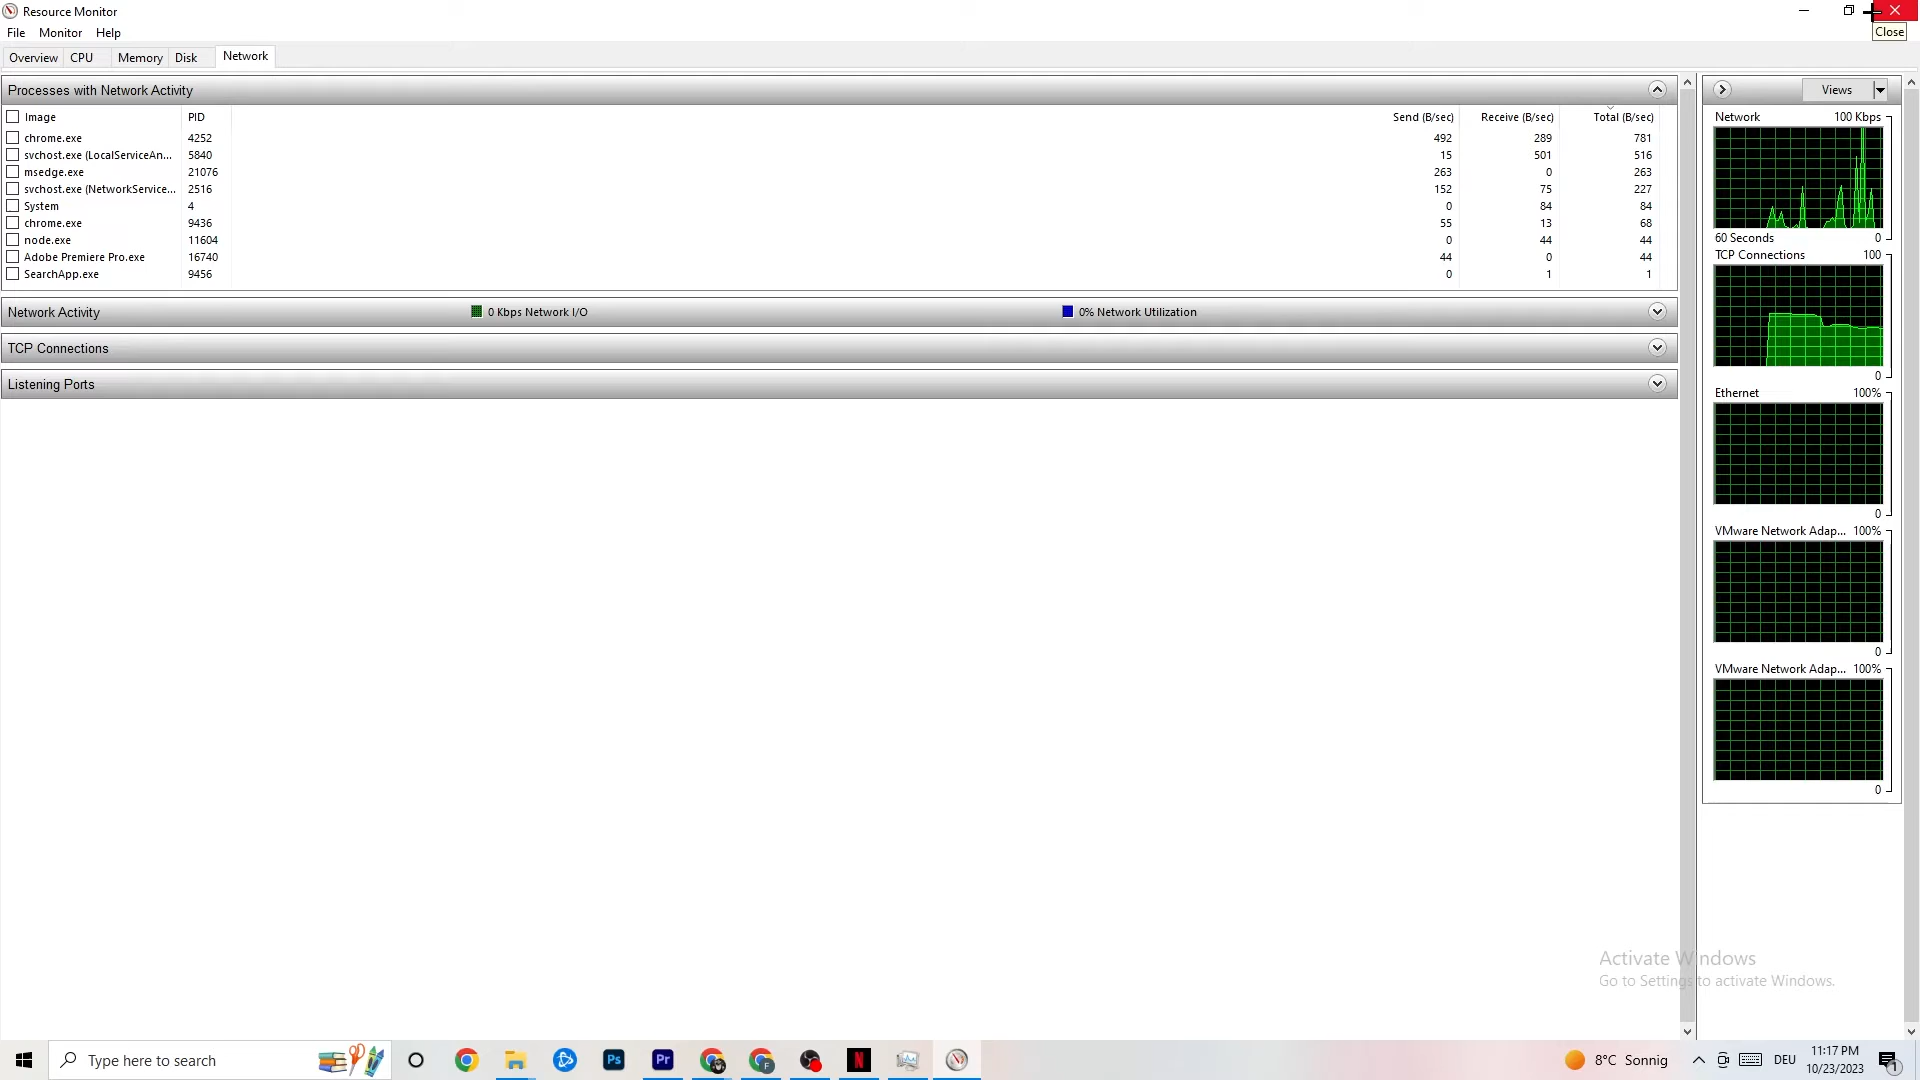 Resource Monitor
Close
File Monitor Help
Overview CPU Memory Disk Network
Processes with Network Activity
Image PID Send (B/sec) Receive (B/sec) Total (B/sec)
chrome.exe 4252 492 289 781
svchost.exe (LocalServiceAn... 5840 15 501 516
msedge.exe 21076 263 0 263
svchost.exe (NetworkService... 2516 152 75 227
System 4 0 84 84
chrome.exe 9436 55 13 68
node.exe 11604 0 44 44
Adobe Premiere Pro.exe 16740 44 0 44
SearchApp.exe 9456 0 1 1
Network Activity 0 Kbps Network I/O 0% Network Utilization
TCP Connections
Listening Ports
Views
Network 100 Kbps
60 Seconds 0
TCP Connections 100
0
Ethernet 100%
0
VMware Network Adap... 100%
0
VMware Network Adap... 100%
0
Activate Windows
Go to Settings to activate Windows.
Type here to search
Ps
Pr
F
N
8°C Sonnig
DEU
11:17 PM
10/23/2023
1